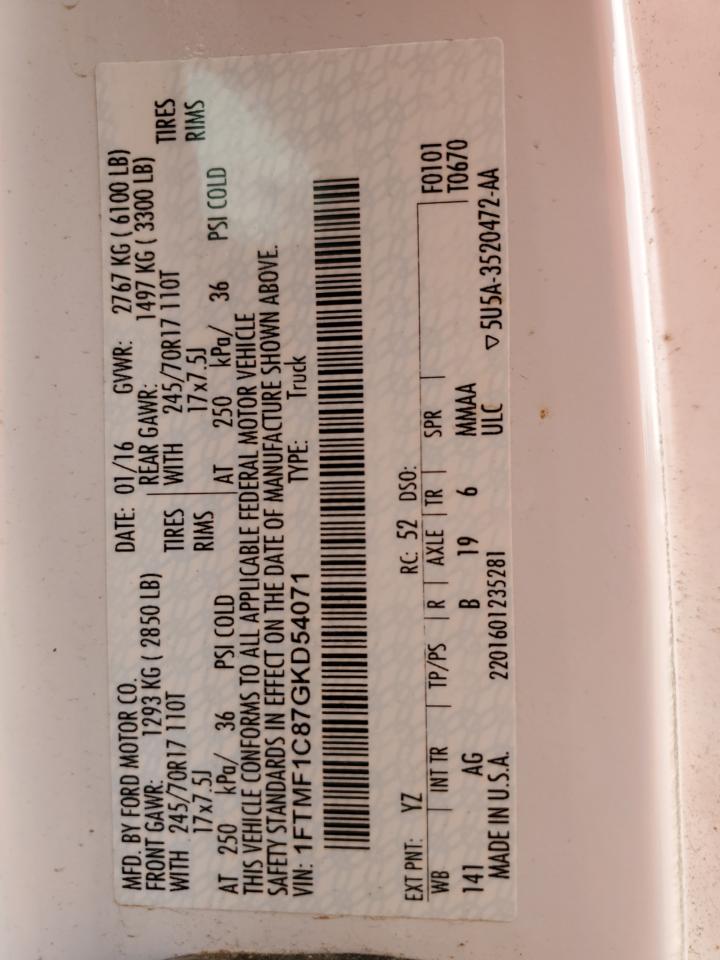 MFD. BY FORD MOTOR CO.
DATE: 01/16 GVWR: 2767 KG ( 6100 LB)
FRONT GAWR: 1293 KG ( 2850 LB) REAR GAWR: 1497 KG ( 3300 LB)
WITH 245/70R17 110T TIRES WITH 245/70R17 110T TIRES
17x7.5J RIMS 17x7.5J RIMS
AT 250 kPa/ 36 PSI COLD AT 250 kPa/ 36 PSI COLD
THIS VEHICLE CONFORMS TO ALL APPLICABLE FEDERAL MOTOR VEHICLE
SAFETY STANDARDS IN EFFECT ON THE DATE OF MANUFACTURE SHOWN ABOVE.
VIN: 1FTMF1C87GKD54071 TYPE: Truck
EXT PNT: YZ RC: 52 DSO:
WB INT TR TP/PS R AXLE TR SPR F0101
141 AG B 19 6 MMAA T0670
MADE IN U.S.A. 2201601235281 ULC ▽5U5A-3520472-AA